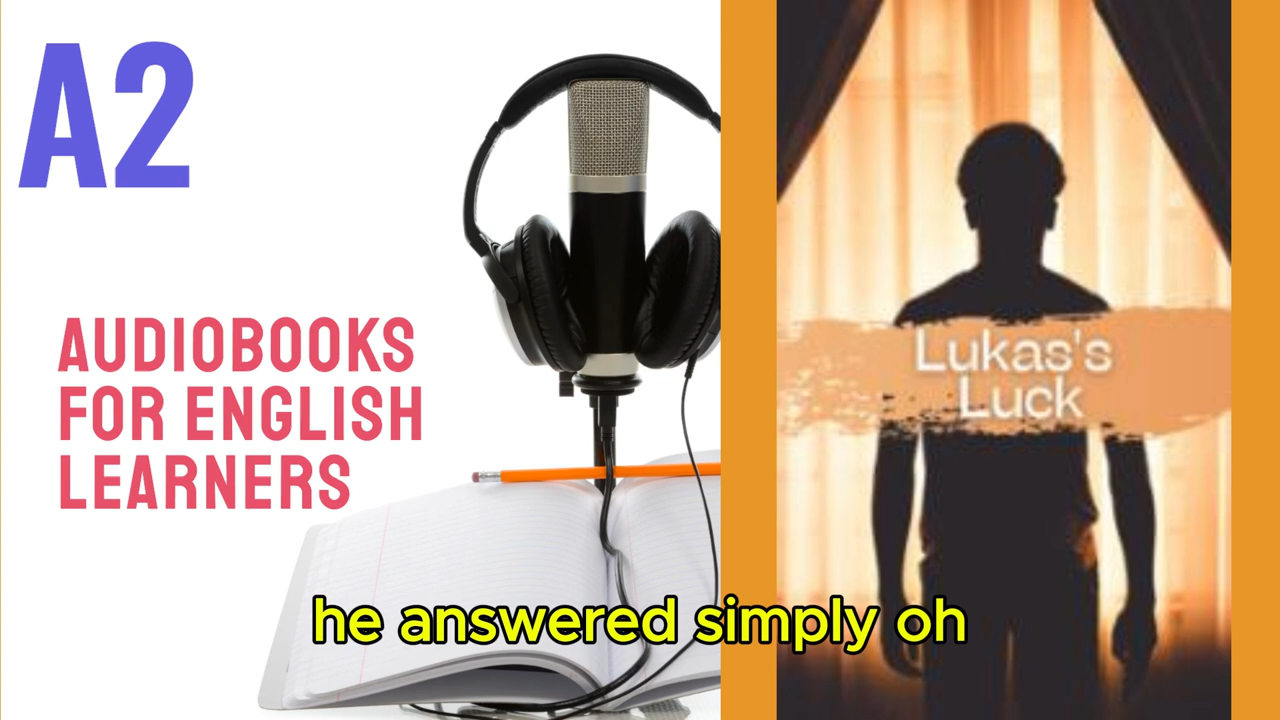 A2
AUDIOBOOKS
FOR ENGLISH
LEARNERS
Lukas's
Luck
he answered simply oh